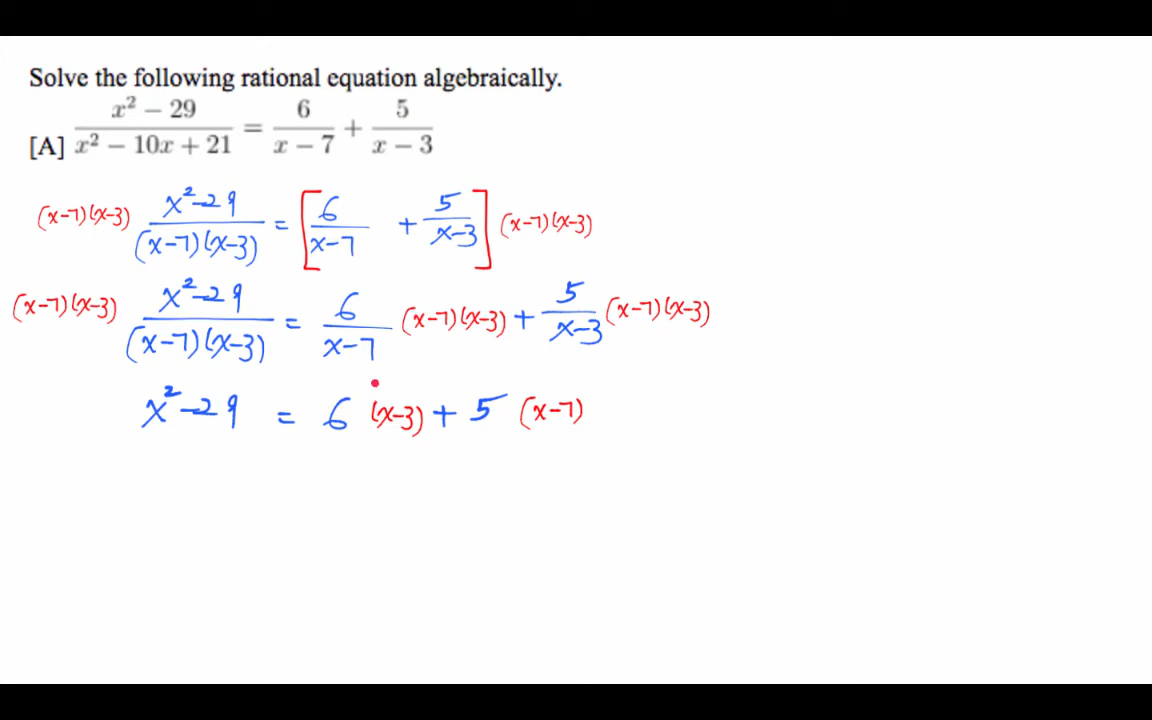 Solve the following rational equation algebraically.
[A] (x² − 29)/(x² − 10x + 21) = 6/(x − 7) + 5/(x − 3)
(x-7)(x-3) (x²-29)/((x-7)(x-3)) = [6/(x-7) + 5/(x-3)] (x-7)(x-3)
(x-7)(x-3) (x²-29)/((x-7)(x-3)) = 6/(x-7) (x-7)(x-3) + 5/(x-3) (x-7)(x-3)
x²-29 = 6 (x-3) + 5 (x-7)